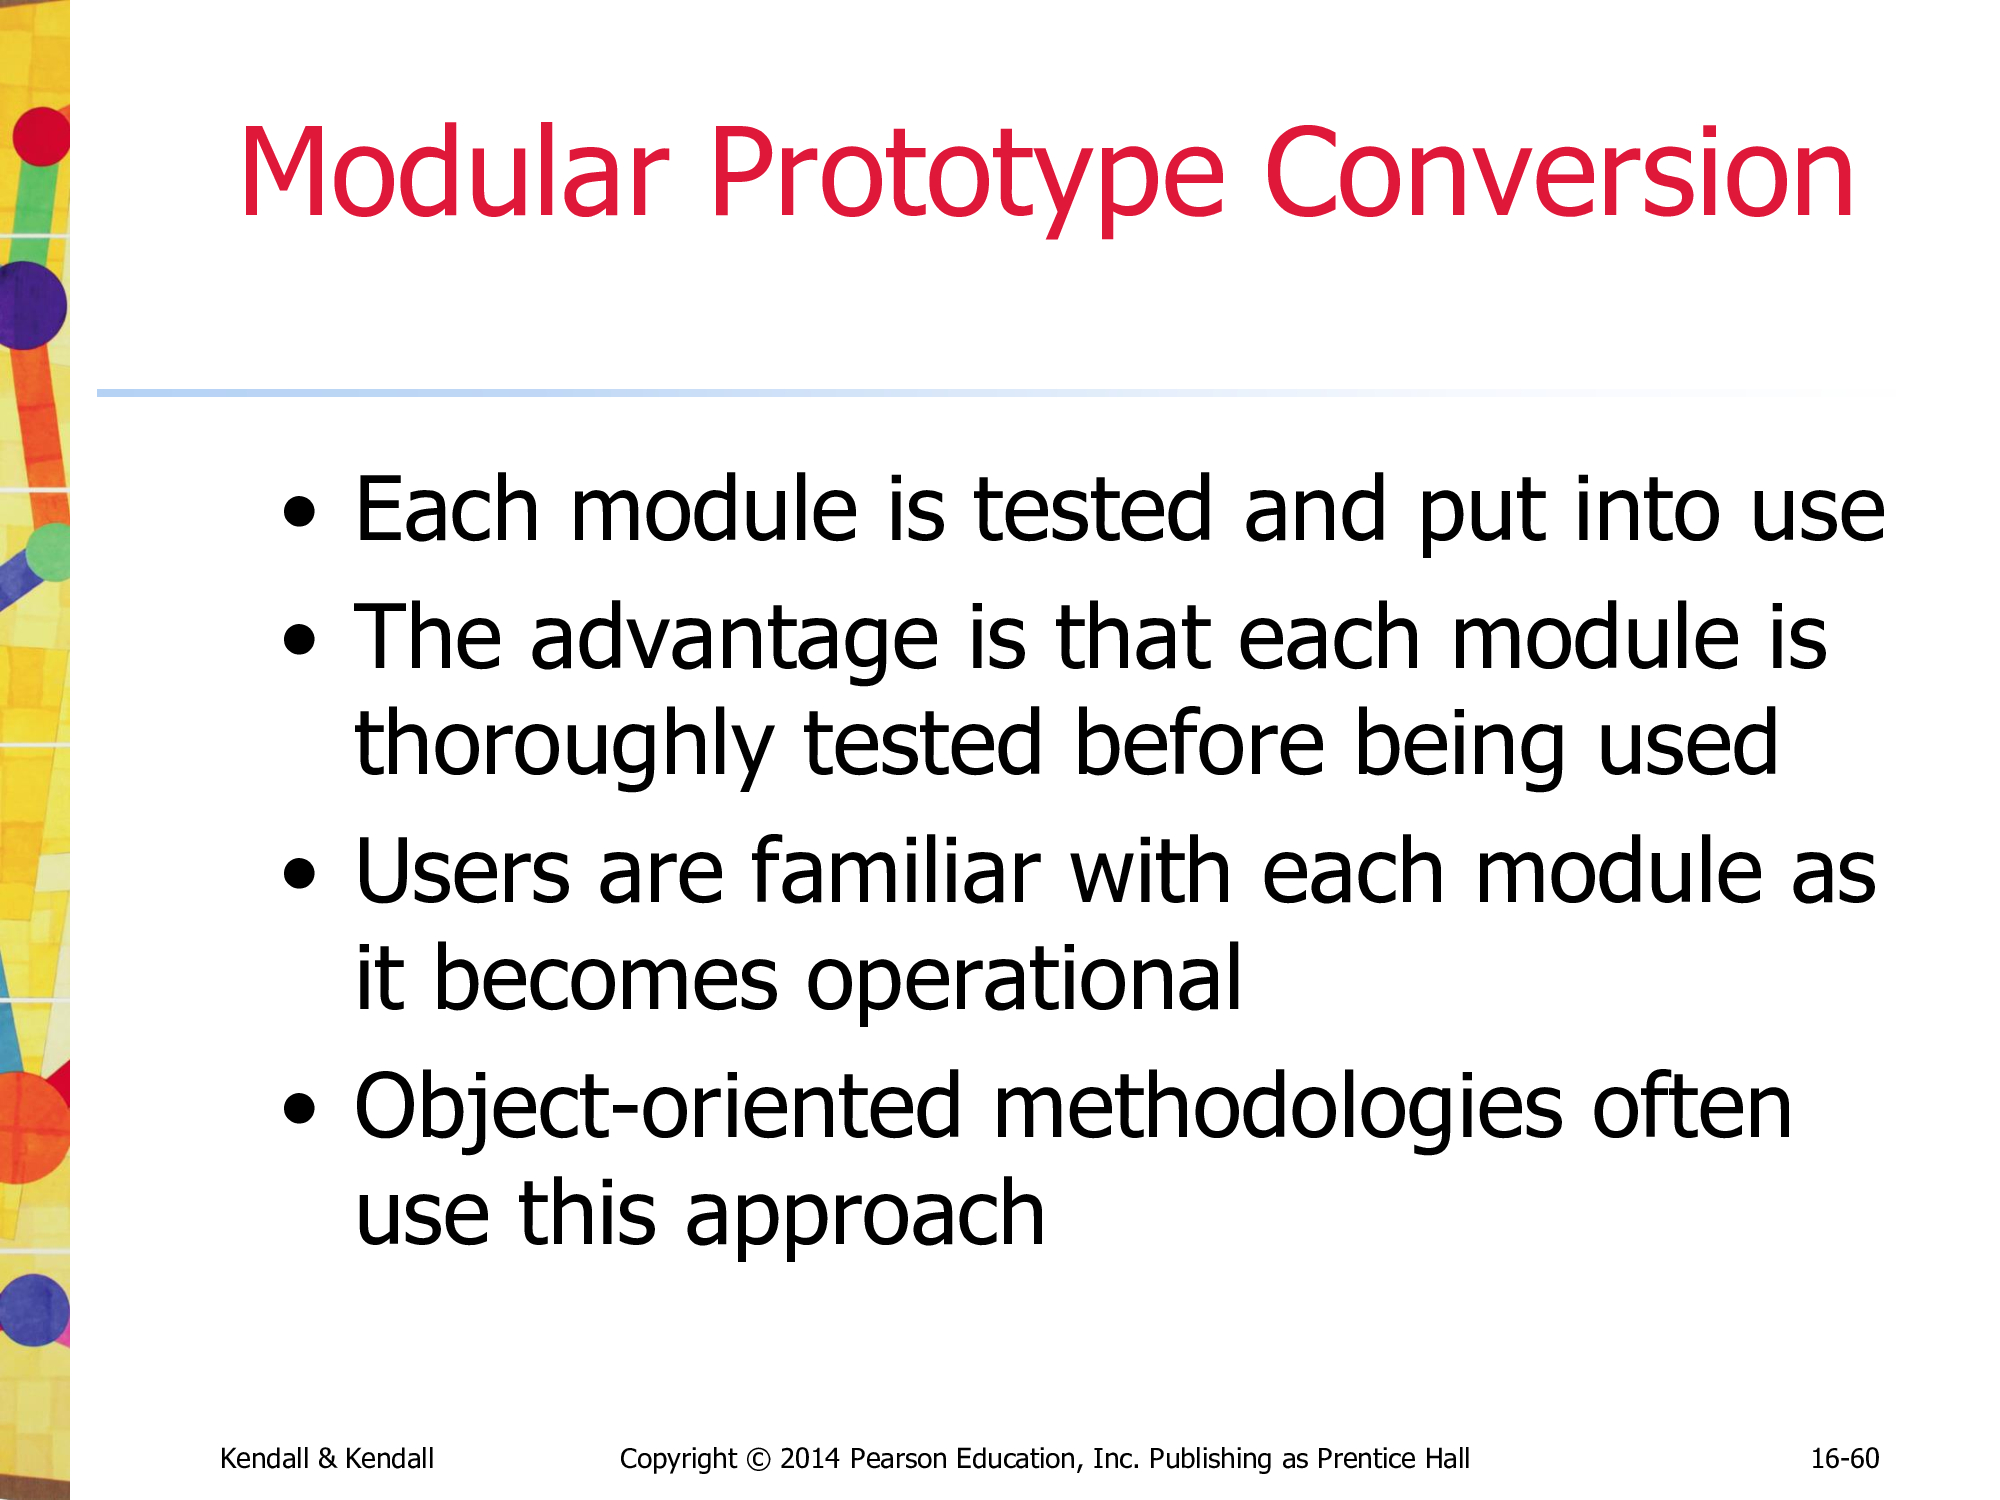 Modular Prototype Conversion
• Each module is tested and put into use
• The advantage is that each module is
thoroughly tested before being used
• Users are familiar with each module as
it becomes operational
• Object-oriented methodologies often
use this approach
Kendall & Kendall Copyright © 2014 Pearson Education, Inc. Publishing as Prentice Hall 16-60